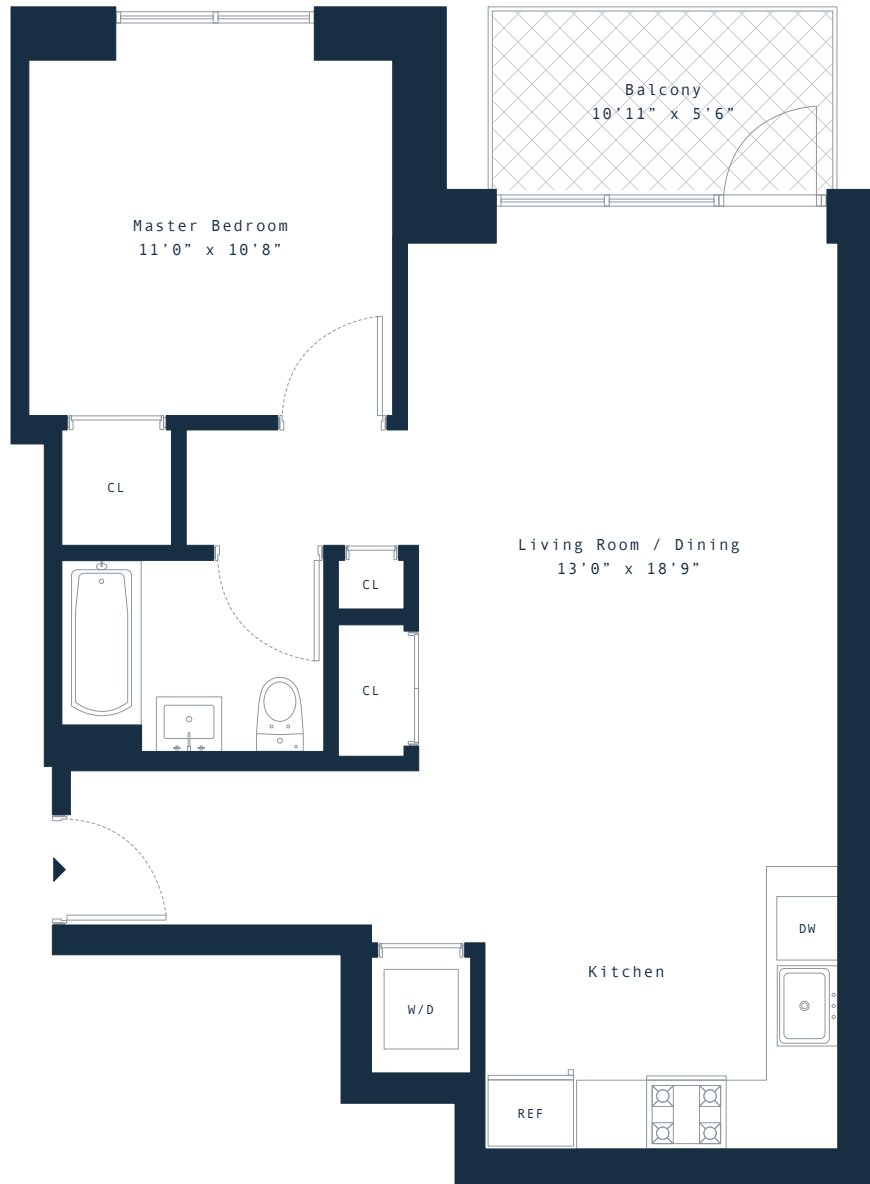 Balcony
10’11” x 5’6”
Master Bedroom
11’0” x 10’8”
CL
Living Room / Dining
13’0” x 18’9”
CL
CL
DW
Kitchen
W/D
REF